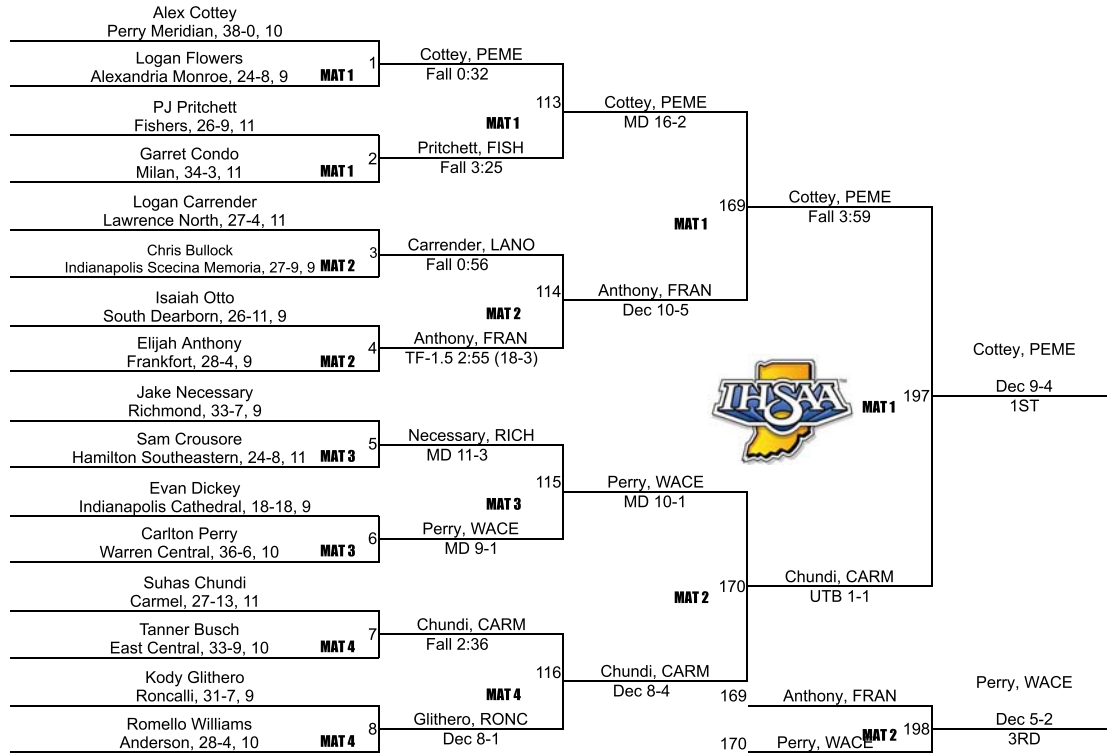 Alex Cottey
Perry Meridian, 38-0, 10
Logan Flowers
Alexandria Monroe, 24-8, 9
MAT 1
1
PJ Pritchett
Fishers, 26-9, 11
Garret Condo
Milan, 34-3, 11
MAT 1
2
Logan Carrender
Lawrence North, 27-4, 11
Chris Bullock
Indianapolis Scecina Memoria, 27-9, 9
MAT 2
3
Isaiah Otto
South Dearborn, 26-11, 9
Elijah Anthony
Frankfort, 28-4, 9
MAT 2
4
Jake Necessary
Richmond, 33-7, 9
Sam Crousore
Hamilton Southeastern, 24-8, 11
MAT 3
5
Evan Dickey
Indianapolis Cathedral, 18-18, 9
Carlton Perry
Warren Central, 36-6, 10
MAT 3
6
Suhas Chundi
Carmel, 27-13, 11
Tanner Busch
East Central, 33-9, 10
MAT 4
7
Kody Glithero
Roncalli, 31-7, 9
Romello Williams
Anderson, 28-4, 10
MAT 4
8
Cottey, PEME
Fall 0:32
113
MAT 1
Pritchett, FISH
Fall 3:25
Carrender, LANO
Fall 0:56
114
MAT 2
Anthony, FRAN
TF-1.5 2:55 (18-3)
Necessary, RICH
MD 11-3
115
MAT 3
Perry, WACE
MD 9-1
Chundi, CARM
Fall 2:36
116
MAT 4
Glithero, RONC
Dec 8-1
Cottey, PEME
MD 16-2
169
MAT 1
Anthony, FRAN
Dec 10-5
Perry, WACE
MD 10-1
170
MAT 2
Chundi, CARM
Dec 8-4
Cottey, PEME
Fall 3:59
IHSAA
TM
197
MAT 1
Chundi, CARM
UTB 1-1
Cottey, PEME
Dec 9-4
1ST
169
Anthony, FRAN
MAT 2
198
170
Perry, WACE
Perry, WACE
Dec 5-2
3RD